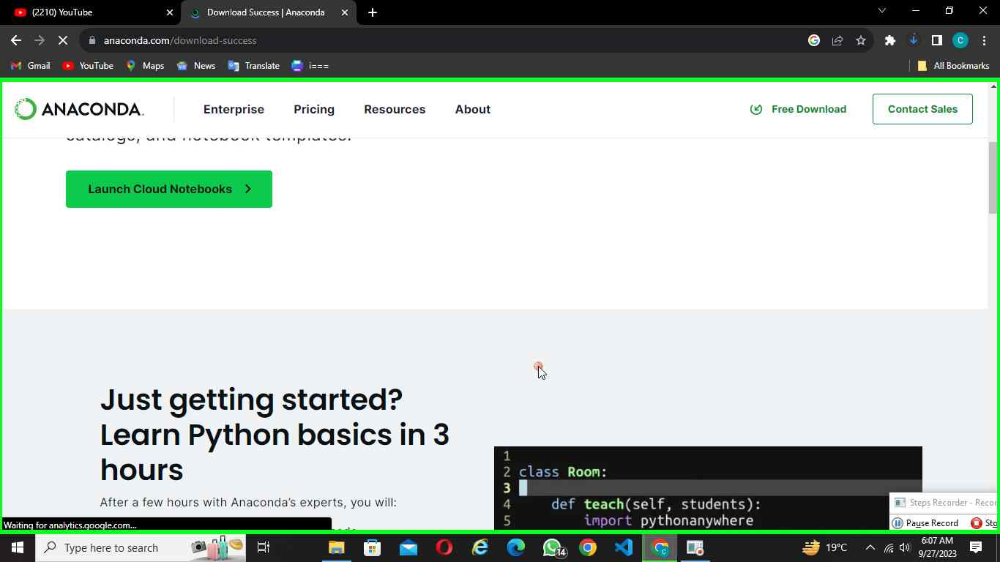 (2210) YouTube
Download Success | Anaconda
anaconda.com/download-success
Gmail
YouTube
Maps
News
Translate
i===
All Bookmarks
ANACONDA.
Enterprise
Pricing
Resources
About
Free Download
Contact Sales
catalogs, and notebook templates.
Launch Cloud Notebooks
Just getting started?
Learn Python basics in 3
hours
After a few hours with Anaconda's experts, you will:
1
2 class Room:
3
4 def teach(self, students):
5 import pythonanywhere
Steps Recorder - Recor
Pause Record
Sto
Waiting for analytics.google.com...
Type here to search
14
19°C
6:07 AM
9/27/2023